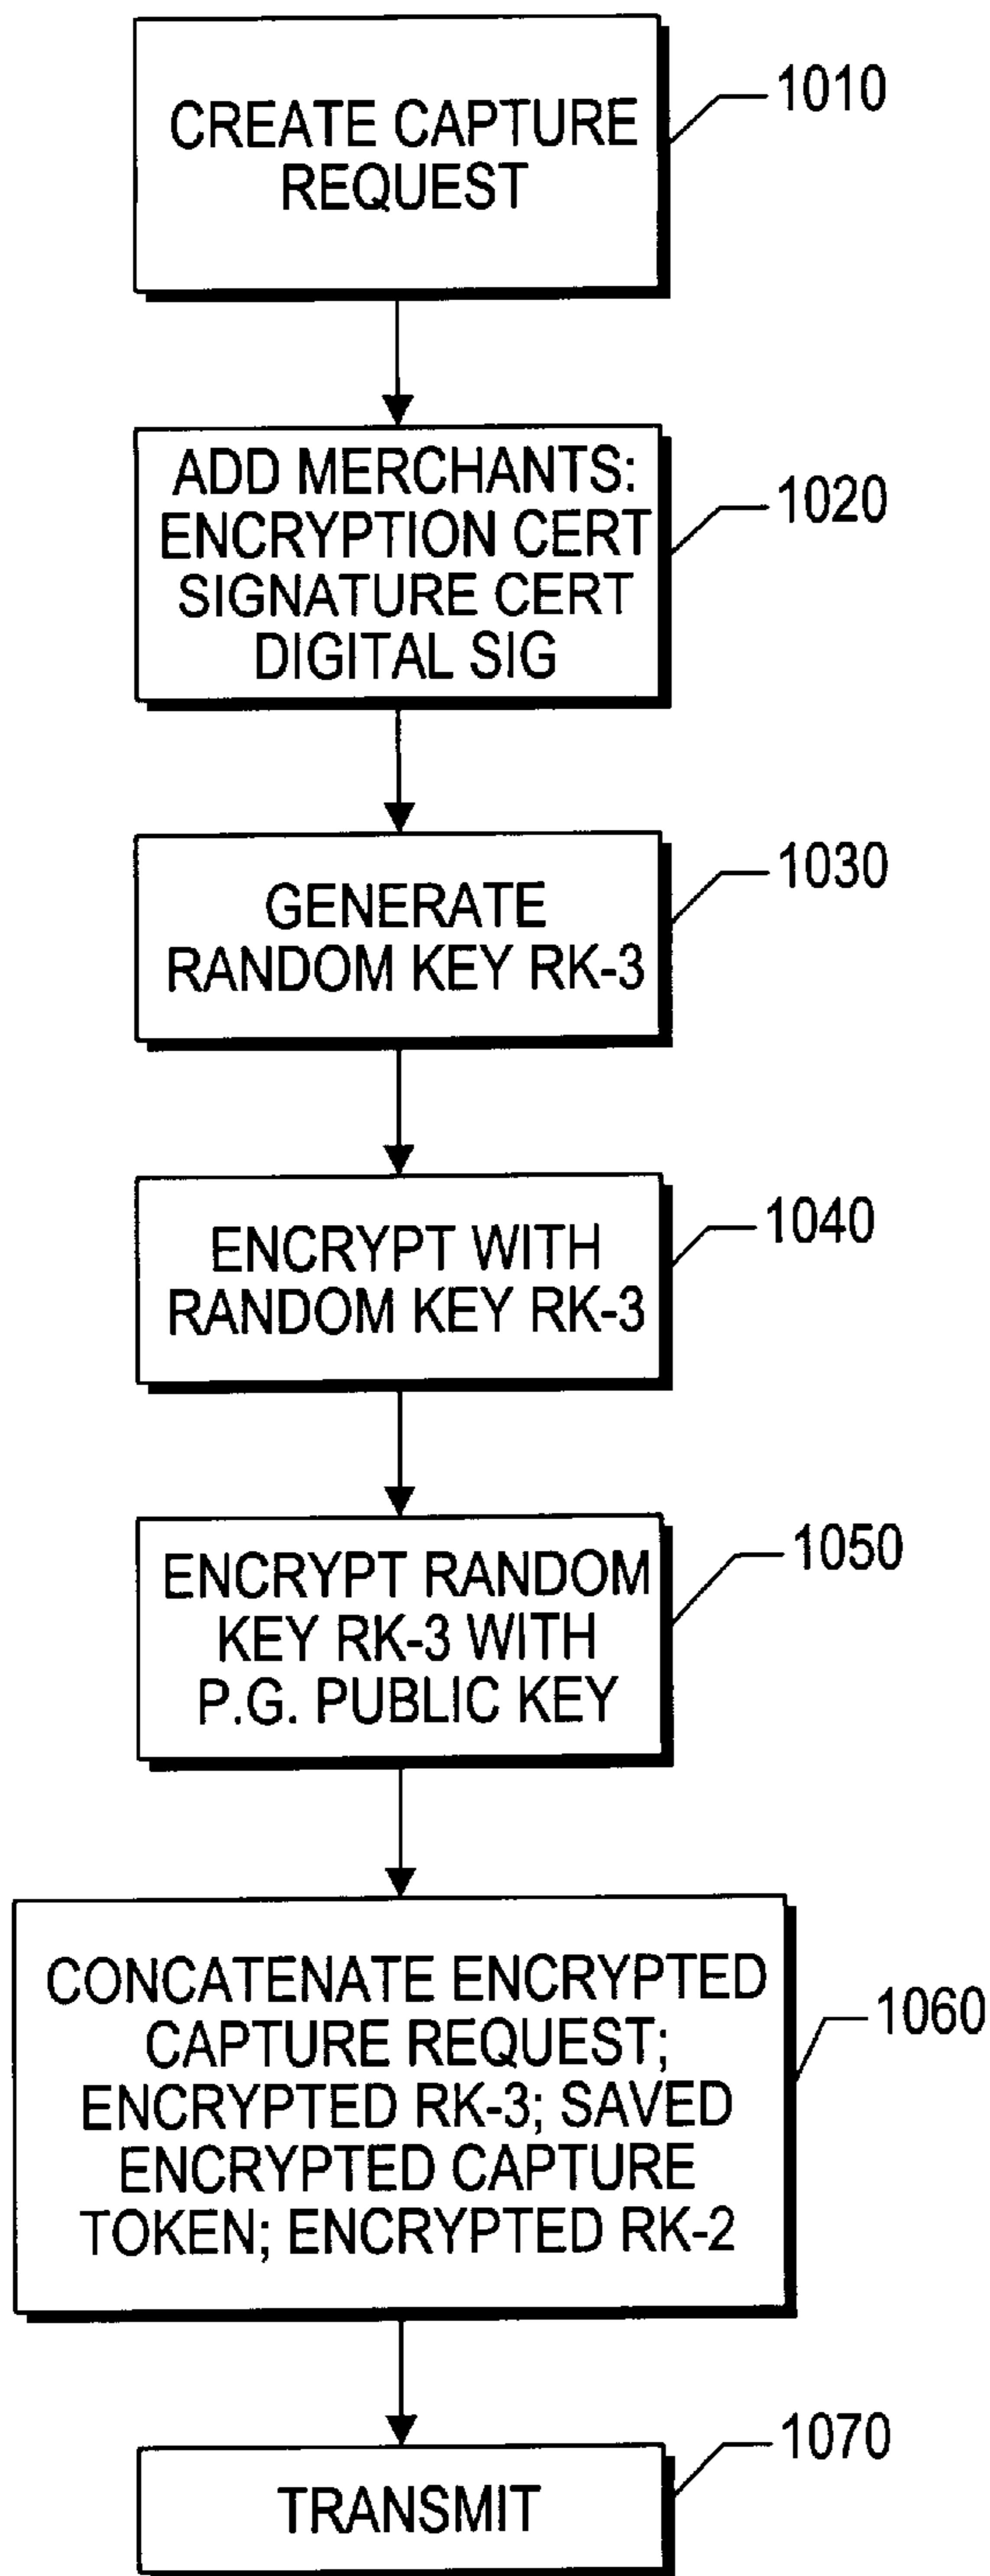 CREATE CAPTURE
REQUEST
1010
ADD MERCHANTS:
ENCRYPTION CERT
SIGNATURE CERT
DIGITAL SIG
1020
GENERATE
RANDOM KEY RK-3
1030
ENCRYPT WITH
RANDOM KEY RK-3
1040
ENCRYPT RANDOM
KEY RK-3 WITH
P.G. PUBLIC KEY
1050
CONCATENATE ENCRYPTED
CAPTURE REQUEST;
ENCRYPTED RK-3; SAVED
ENCRYPTED CAPTURE
TOKEN; ENCRYPTED RK-2
1060
TRANSMIT
1070